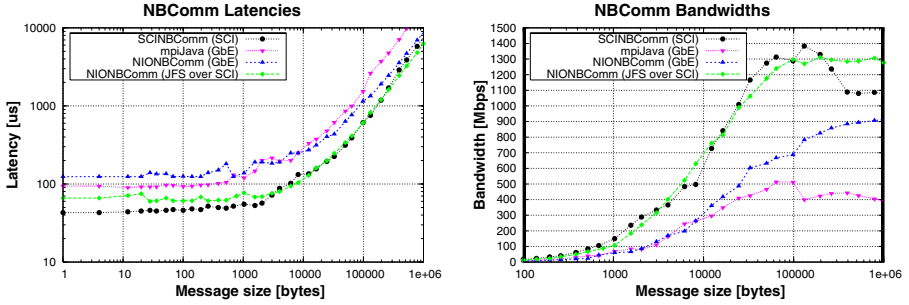 NBComm Latencies
SCINBComm (SCI)
mpiJava (GbE)
NIONBComm (GbE)
NIONBComm (JFS over SCI)
Latency [us]
10000
1000
100
10
1
10
100
1000
10000
100000
1e+06
Message size [bytes]
NBComm Bandwidths
SCINBComm (SCI)
mpiJava (GbE)
NIONBComm (GbE)
NIONBComm (JFS over SCI)
Bandwidth [Mbps]
1500
1400
1300
1200
1100
1000
900
800
700
600
500
400
300
200
100
0
100
1000
10000
100000
1e+06
Message size [bytes]